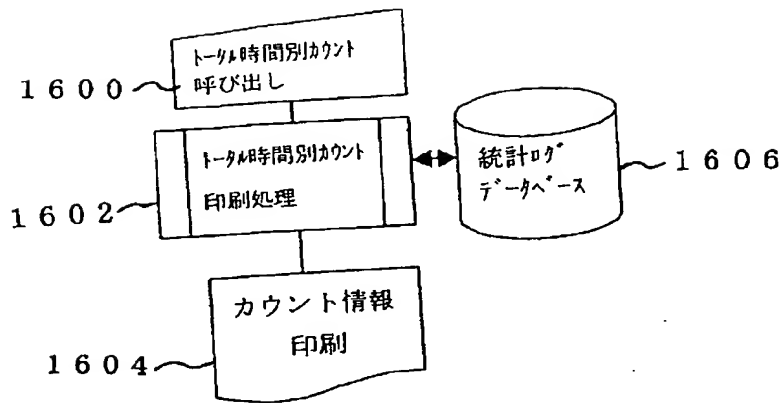 トータル時間別カウント
呼び出し
1600
トータル時間別カウント
印刷処理
1602
統計ログ
データベース
1606
カウント情報
印刷
1604